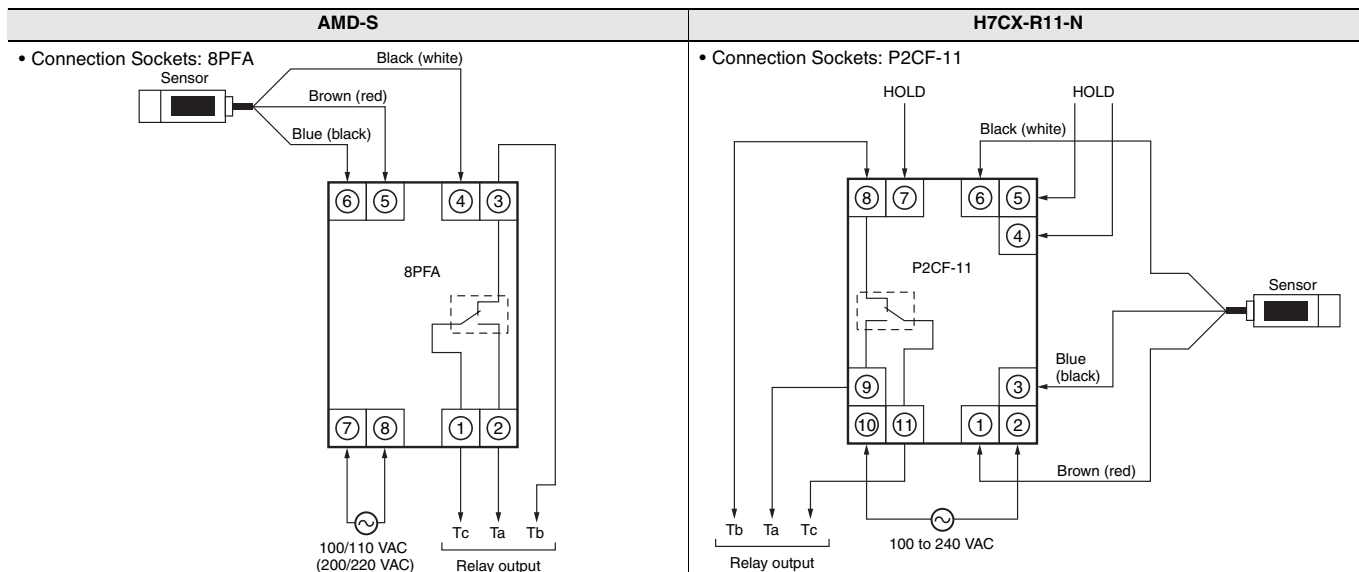 AMD-S
• Connection Sockets: 8PFA
Sensor
Black (white)
Brown (red)
Blue (black)
6 5 4 3
8PFA
7 8 1 2
100/110 VAC
(200/220 VAC)
Tc Ta Tb
Relay output
H7CX-R11-N
• Connection Sockets: P2CF-11
HOLD
HOLD
Black (white)
8 7 6 5
4
P2CF-11
Sensor
Blue
(black)
9 3
10 11 1 2
Brown (red)
Tb Ta Tc
100 to 240 VAC
Relay output